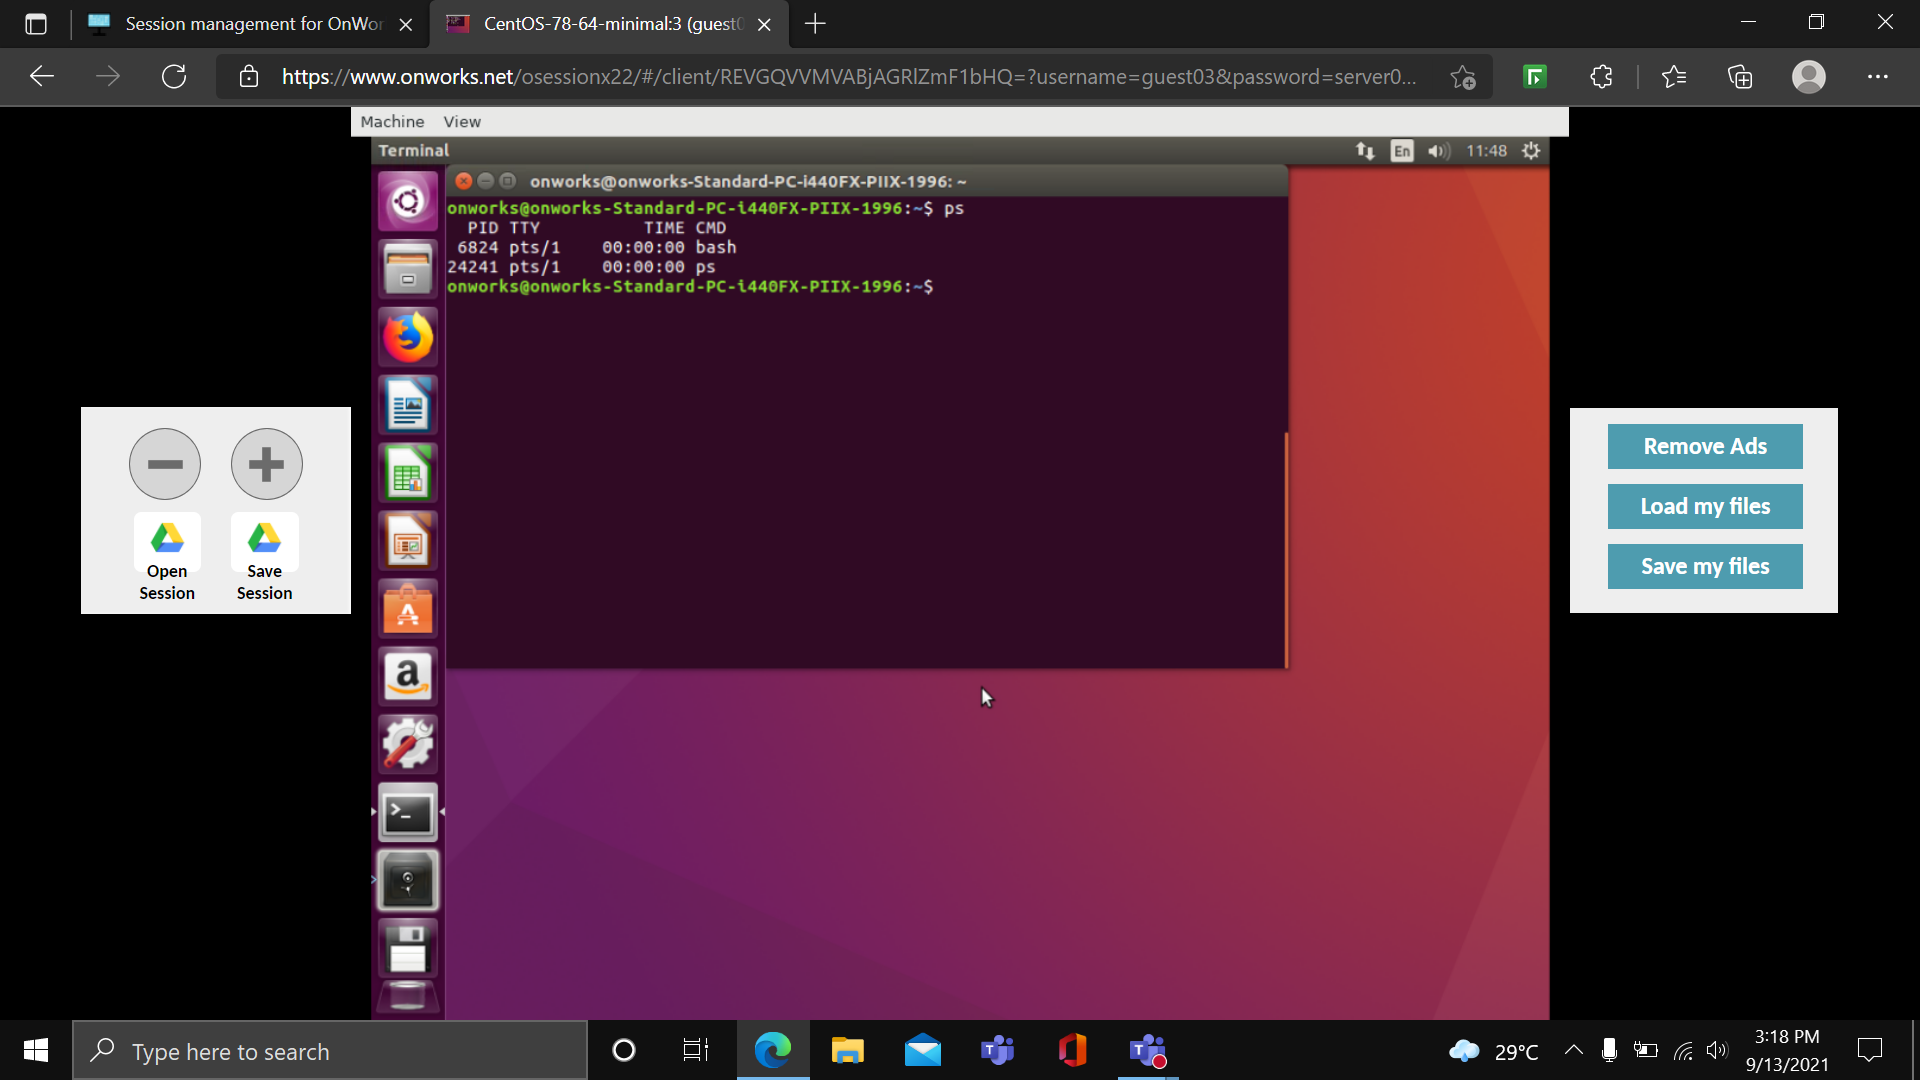 Session management for OnWor
CentOS-78-64-minimal:3 (guest0
https://www.onworks.net/osessionx22/#/client/REVGQVVMVABjAGRlZmF1bHQ=?username=guest03&password=server0...
Machine View
Terminal
En
11:48
onworks@onworks-Standard-PC-i440FX-PIIX-1996: ~
onworks@onworks-Standard-PC-i440FX-PIIX-1996:~$ ps
PID TTY TIME CMD
6824 pts/1 00:00:00 bash
24241 pts/1 00:00:00 ps
onworks@onworks-Standard-PC-i440FX-PIIX-1996:~$
Open Session
Save Session
Remove Ads
Load my files
Save my files
Type here to search
29°C
3:18 PM
9/13/2021